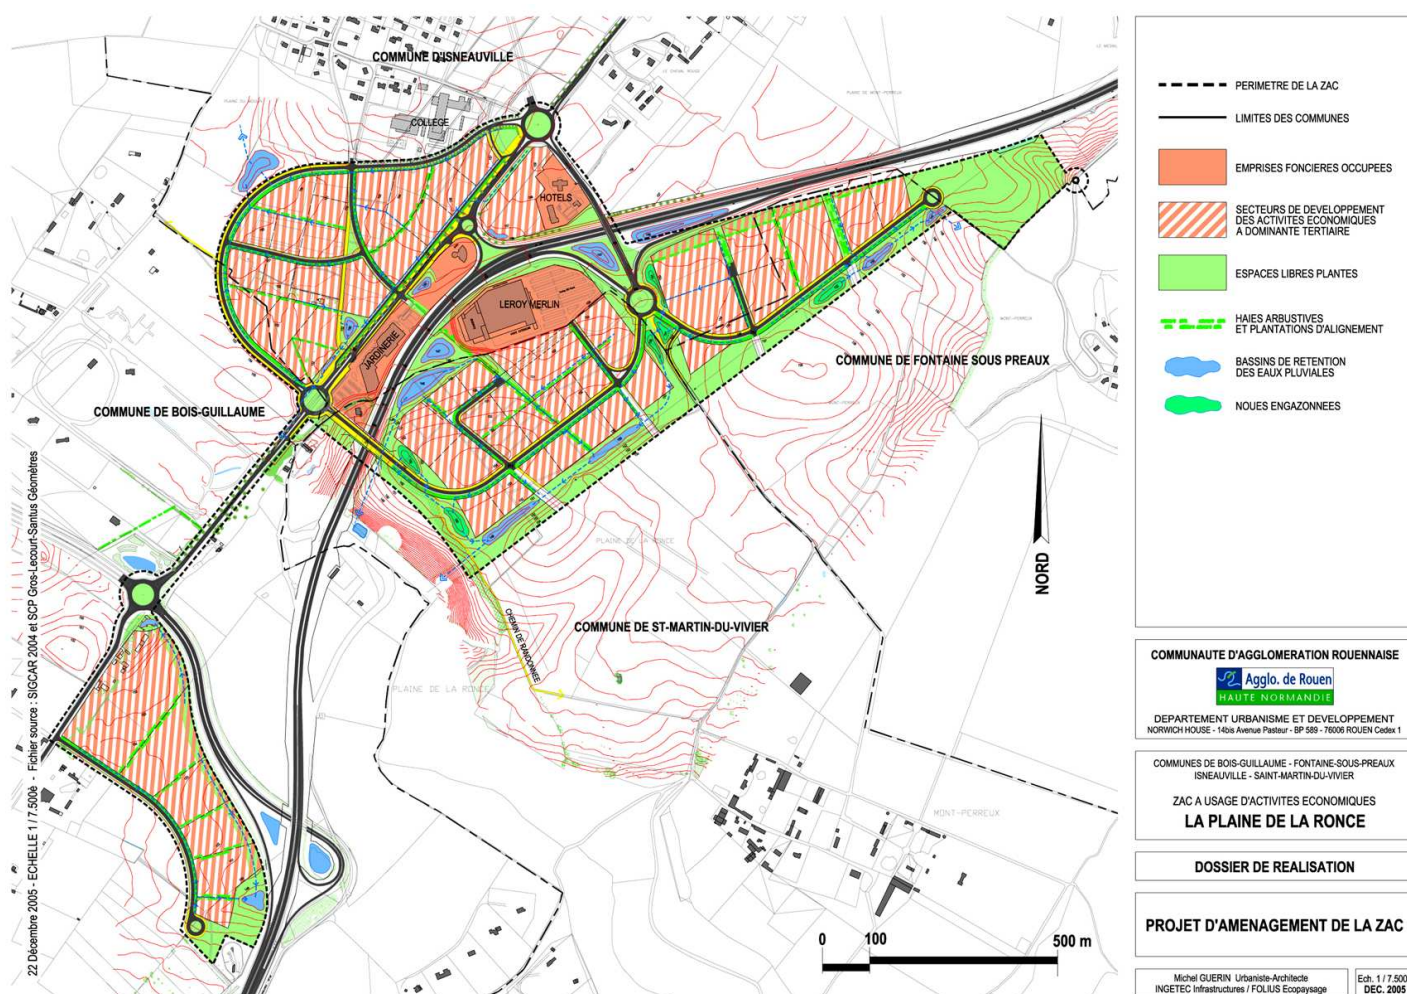 COMMUNE D'ISNEAUVILLE
COLLEGE
HOTELS
LEROY MERLIN
JARDINERIE
COMMUNE DE FONTAINE SOUS PREAUX
COMMUNE DE BOIS-GUILLAUME
PLAINE DE LA RONCE
CHEMIN DE RANDONNEE
COMMUNE DE ST-MARTIN-DU-VIVIER
PLAINE DE LA RONCE
MONT-PERREUX
NORD
0 100 500 m
22 Décembre 2005 - ECHELLE 1 / 7.500è - Fichier source : SIGCAR 2004 et SCP Gros-Lecourt-Santus Géomètres
PERIMETRE DE LA ZAC
LIMITES DES COMMUNES
EMPRISES FONCIERES OCCUPEES
SECTEURS DE DEVELOPPEMENT
DES ACTIVITES ECONOMIQUES
A DOMINANTE TERTIAIRE
ESPACES LIBRES PLANTES
HAIES ARBUSTIVES
ET PLANTATIONS D'ALIGNEMENT
BASSINS DE RETENTION
DES EAUX PLUVIALES
NOUES ENGAZONNEES
COMMUNAUTE D'AGGLOMERATION ROUENNAISE
Agglo. de Rouen
HAUTE NORMANDIE
DEPARTEMENT URBANISME ET DEVELOPPEMENT
NORWICH HOUSE - 14bis Avenue Pasteur - BP 589 - 76006 ROUEN Cedex 1
COMMUNES DE BOIS-GUILLAUME - FONTAINE-SOUS-PREAUX
ISNEAUVILLE - SAINT-MARTIN-DU-VIVIER
ZAC A USAGE D'ACTIVITES ECONOMIQUES
LA PLAINE DE LA RONCE
DOSSIER DE REALISATION
PROJET D'AMENAGEMENT DE LA ZAC
Michel GUERIN Urbaniste-Architecte
INGETEC Infrastructures / FOLIUS Ecopaysage
Ech. 1 / 7.500
DEC. 2005